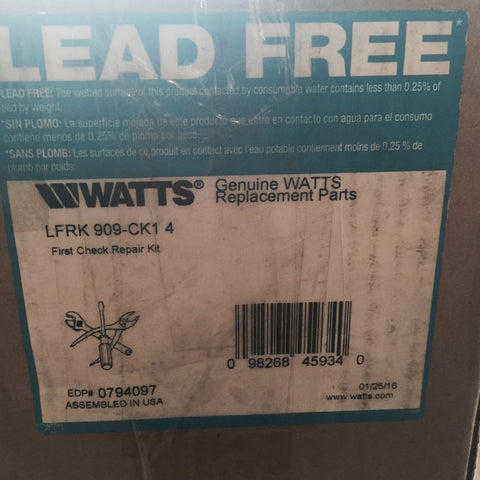 LEAD FREE*
LEAD FREE: The wetted surface of this product contacted by consumable water contains less than 0.25% of
lead by weight.
*SIN PLOMO: La superficie mojada de este producto que entre en contacto con agua para el consumo
contiene menos de 0.25% de plomo por peso.
*SANS PLOMB: Les surfaces de ce produit en contact avec l'eau potable contiennent moins de 0,25 % de
plomb par poids.
WATTS® Genuine WATTS
Replacement Parts
LFRK 909-CK1 4
First Check Repair Kit
0 98268 45934 0
EDP# 0794097
ASSEMBLED IN USA
01/25/16
www.watts.com